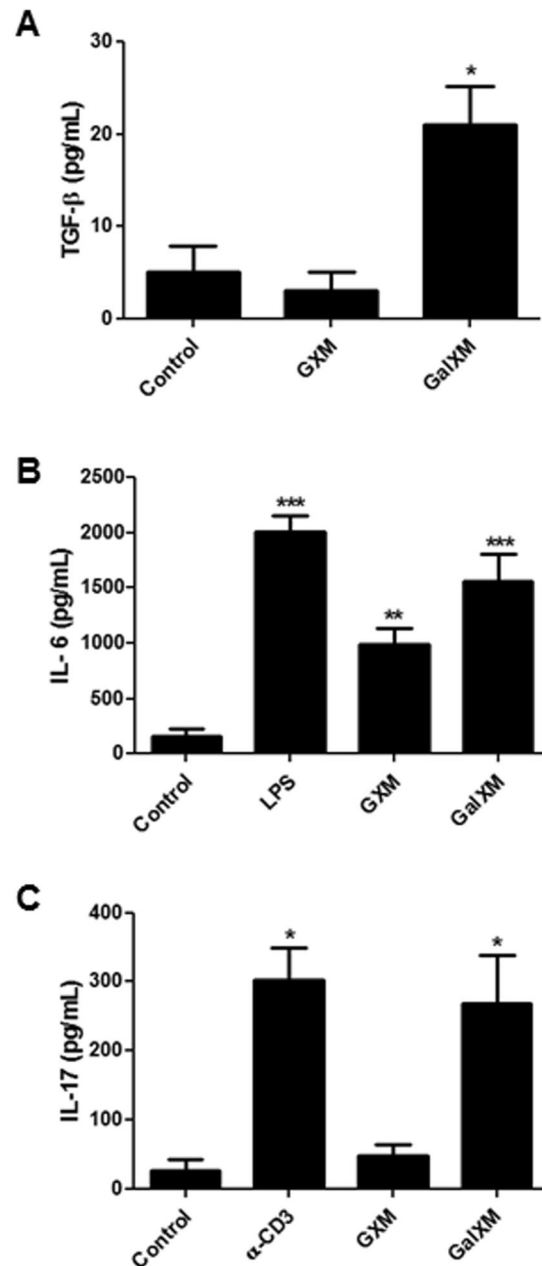 A
TGF-β (pg/mL)
30
20
10
0
*
Control
GXM
GalXM
B
IL- 6 (pg/mL)
2500
2000
1500
1000
500
0
***
**
***
Control
LPS
GXM
GalXM
C
IL-17 (pg/mL)
400
300
200
100
0
*
*
Control
α-CD3
GXM
GalXM